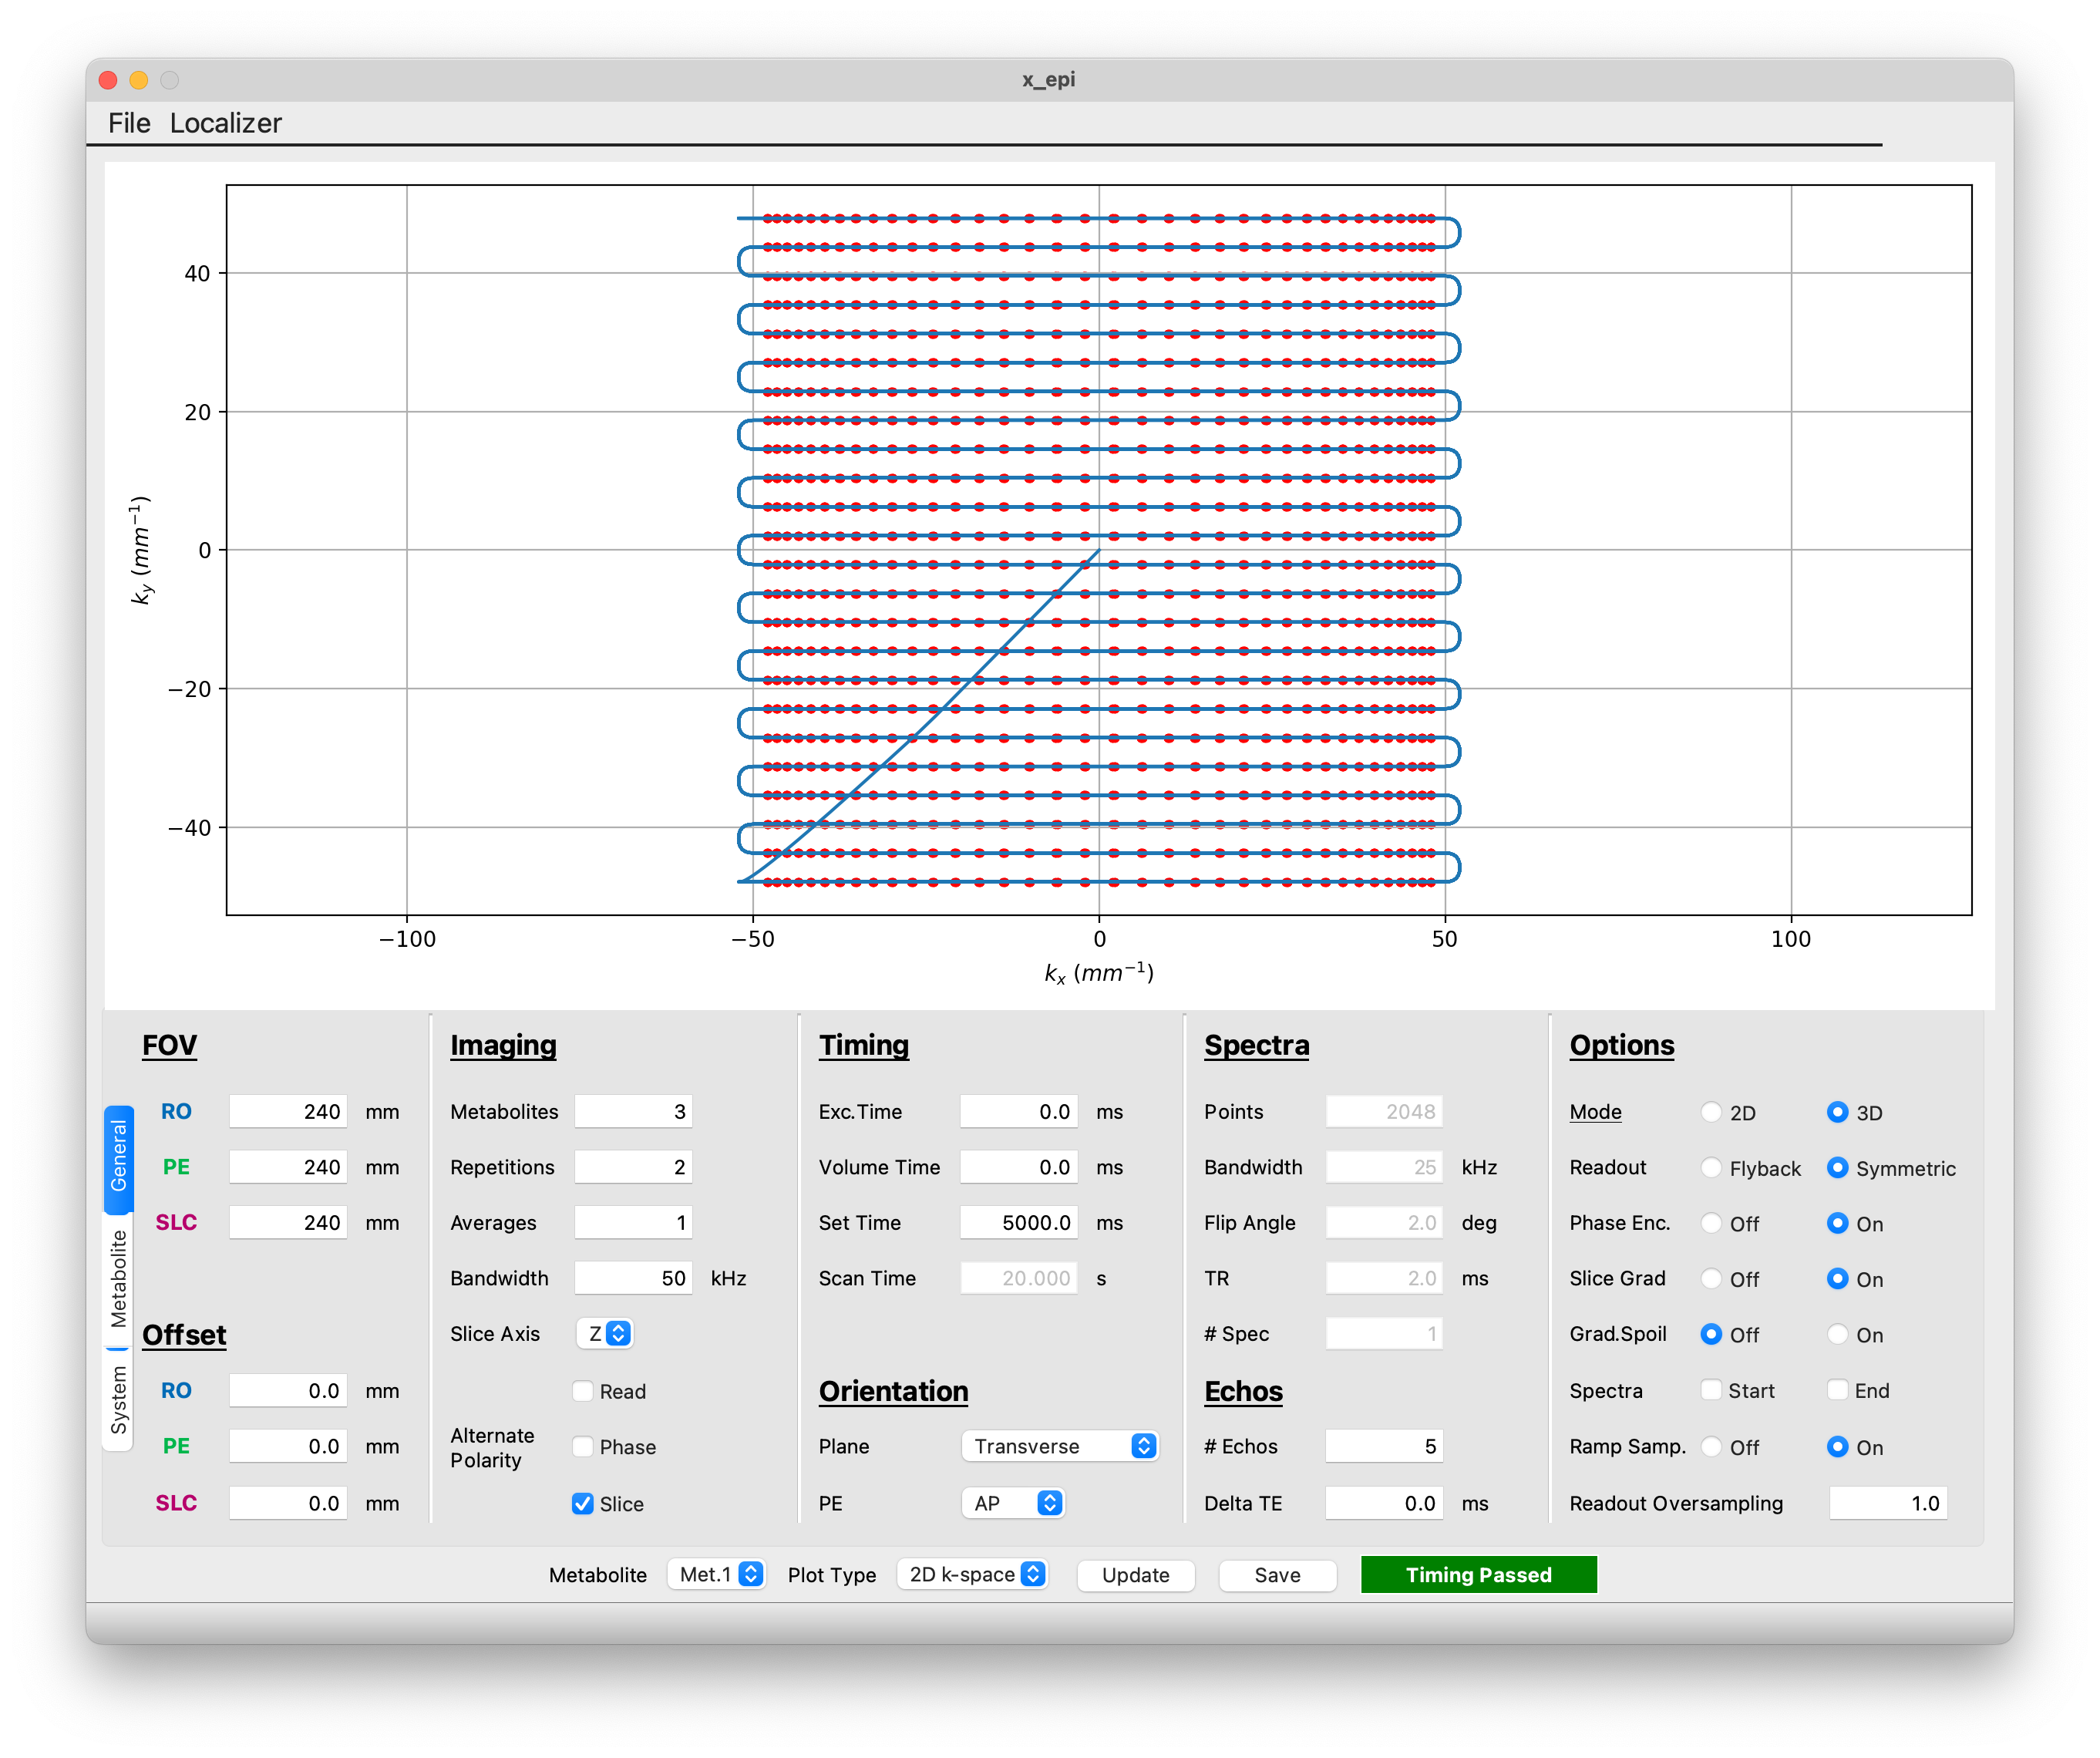 x_epi
File Localizer
40
20
0
−20
−40
k_y (mm⁻¹)
−100 −50 0 50 100
k_x (mm⁻¹)
General
Metabolite
System
FOV
RO 240 mm
PE 240 mm
SLC 240 mm
Offset
RO 0.0 mm
PE 0.0 mm
SLC 0.0 mm
Imaging
Metabolites 3
Repetitions 2
Averages 1
Bandwidth 50 kHz
Slice Axis Z
Read
Alternate
Polarity
Phase
Slice
Timing
Exc.Time 0.0 ms
Volume Time 0.0 ms
Set Time 5000.0 ms
Scan Time 20.000 s
Orientation
Plane Transverse
PE AP
Spectra
Points 2048
Bandwidth 25 kHz
Flip Angle 2.0 deg
TR 2.0 ms
# Spec 1
Echos
# Echos 5
Delta TE 0.0 ms
Options
Mode 2D 3D
Readout Flyback Symmetric
Phase Enc. Off On
Slice Grad Off On
Grad.Spoil Off On
Spectra Start End
Ramp Samp. Off On
Readout Oversampling 1.0
Metabolite Met.1 Plot Type 2D k-space Update Save Timing Passed